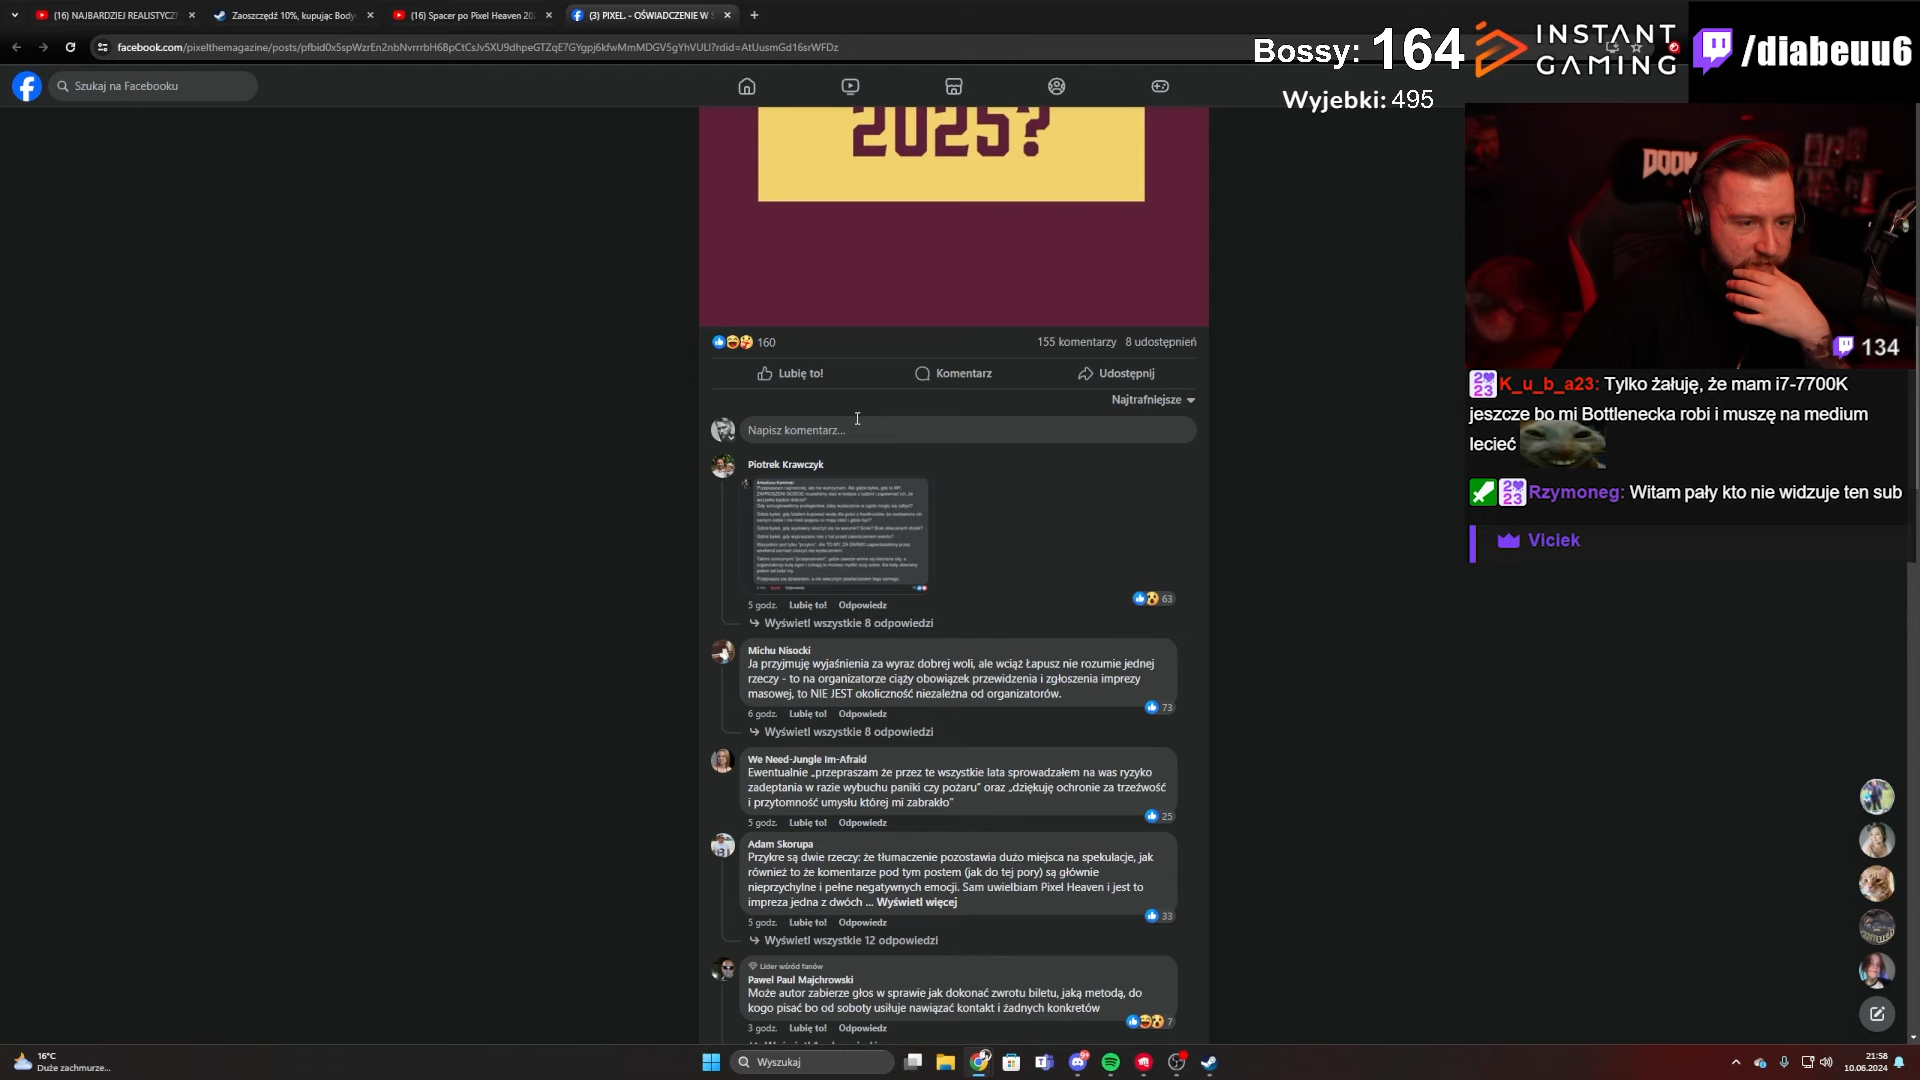 (16) NAJBARDZIEJ REALISTYCZN
Zaoszczędź 10%, kupując Body
(16) Spacer po Pixel Heaven 202
(3) PIXEL. - OŚWIADCZENIE W S
facebook.com/pixelthemagazine/posts/pfbid0x5spWzrEn2nbNvrrrbH6BpCtCsJv5XU9dhpeGTZqE7GYgpj6kfwMmMDGV5gYhVULl?rdid=AtUusmGd16srWFDz
Bossy: 164
Wyjebki: 495
INSTANT
GAMING
/diabeuu6
Szukaj na Facebooku
2025?
DOOM
134
160
155 komentarzy 8 udostępnień
Lubię to!
Komentarz
Udostępnij
Najtrafniejsze
Napisz komentarz...
Piotrek Krawczyk
63
5 godz. Lubię to! Odpowiedz
Wyświetl wszystkie 8 odpowiedzi
Michu Nisocki
Ja przyjmuję wyjaśnienia za wyraz dobrej woli, ale wciąż Łapusz nie rozumie jednej
rzeczy - to na organizatorze ciąży obowiązek przewidzenia i zgłoszenia imprezy
masowej, to NIE JEST okoliczność niezależna od organizatorów.
73
6 godz. Lubię to! Odpowiedz
Wyświetl wszystkie 8 odpowiedzi
We Need-Jungle Im-Afraid
Ewentualnie „przepraszam że przez te wszystkie lata sprowadzałem na was ryzyko
zadeptania w razie wybuchu paniki czy pożaru” oraz „dziękuję ochronie za trzeźwość
i przytomność umysłu której mi zabrakło”
25
5 godz. Lubię to! Odpowiedz
Adam Skorupa
Przykre są dwie rzeczy: że tłumaczenie pozostawia dużo miejsca na spekulacje, jak
również to że komentarze pod tym postem (jak do tej pory) są głównie
nieprzychylne i pełne negatywnych emocji. Sam uwielbiam Pixel Heaven i jest to
impreza jedna z dwóch ... Wyświetl więcej
33
5 godz. Lubię to! Odpowiedz
Wyświetl wszystkie 12 odpowiedzi
Lider wśród fanów
Paweł Paul Majchrowski
Może autor zabierze głos w sprawie jak dokonać zwrotu biletu, jaką metodą, do
kogo pisać bo od soboty usiłuje nawiązać kontakt i żadnych konkretów
7
3 godz. Lubię to! Odpowiedz
K_u_b_a23: Tylko żałuję, że mam i7-7700K
jeszcze bo mi Bottlenecka robi i muszę na medium
lecieć
Rzymoneg: Witam pały kto nie widzuje ten sub
Viciek
16°C
Duże zachmurze...
Wyszukaj
21:58
10.06.2024